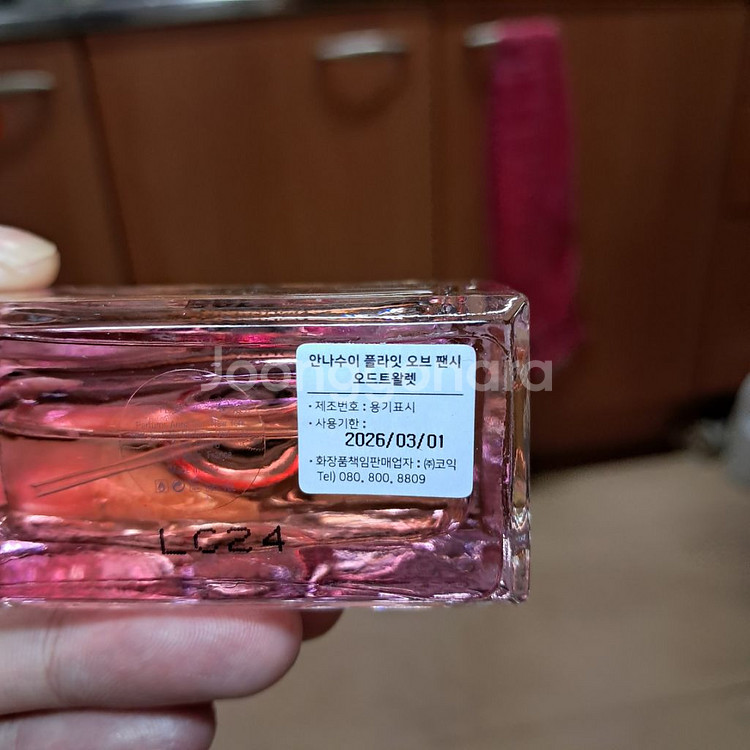 안나수이 플라잇 오브 팬시
오드트왈렛
· 제조번호 : 용기표시
· 사용기한 :
2026/03/01
· 화장품책임판매업자 : ㈜코익
Tel) 080. 800. 8809
Joonggonara
LC24